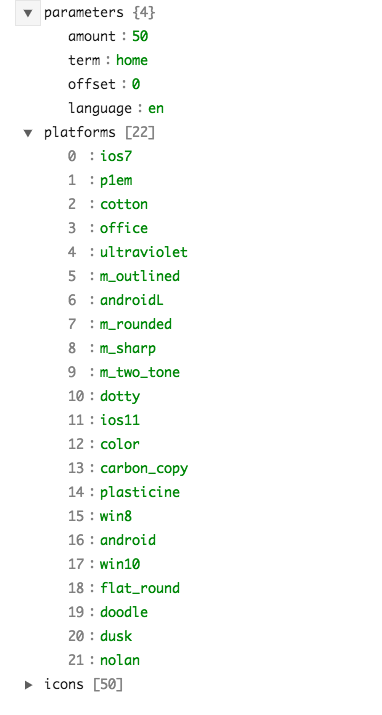 ▼ parameters {4}
amount : 50
term : home
offset : 0
language : en
▼ platforms [22]
0 : ios7
1 : p1em
2 : cotton
3 : office
4 : ultraviolet
5 : m_outlined
6 : androidL
7 : m_rounded
8 : m_sharp
9 : m_two_tone
10 : dotty
11 : ios11
12 : color
13 : carbon_copy
14 : plasticine
15 : win8
16 : android
17 : win10
18 : flat_round
19 : doodle
20 : dusk
21 : nolan
▶ icons [50]